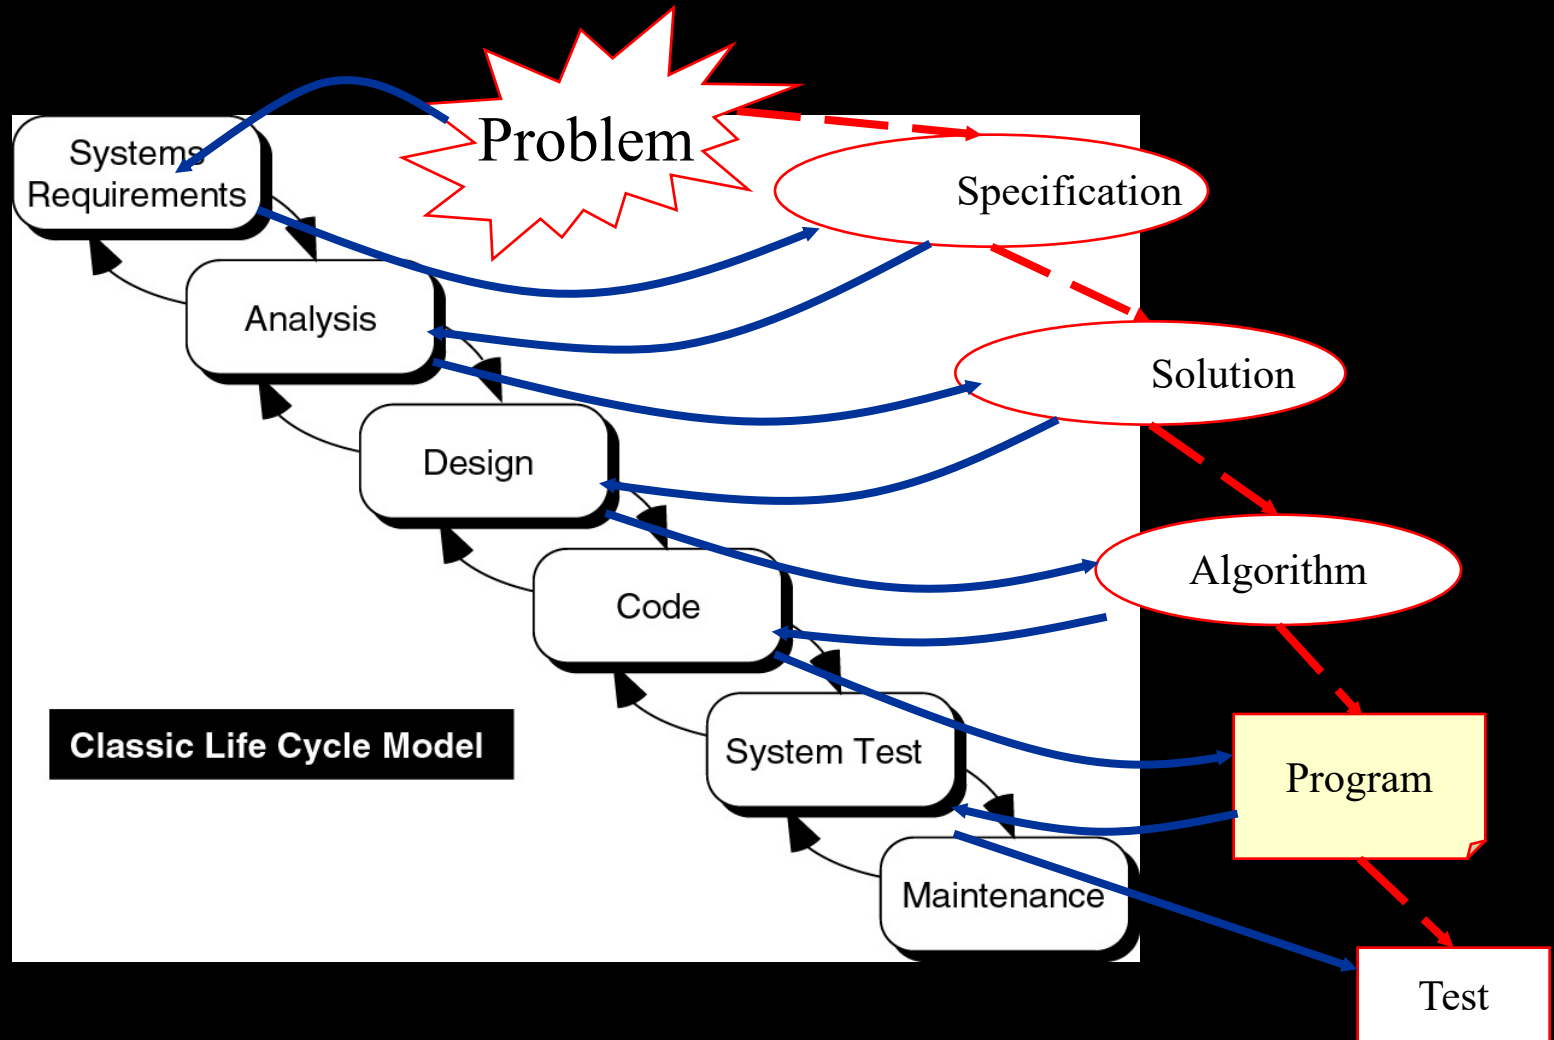 Problem
Systems
Requirements
Specification
Analysis
Solution
Design
Algorithm
Code
Classic Life Cycle Model
System Test
Program
Maintenance
Test